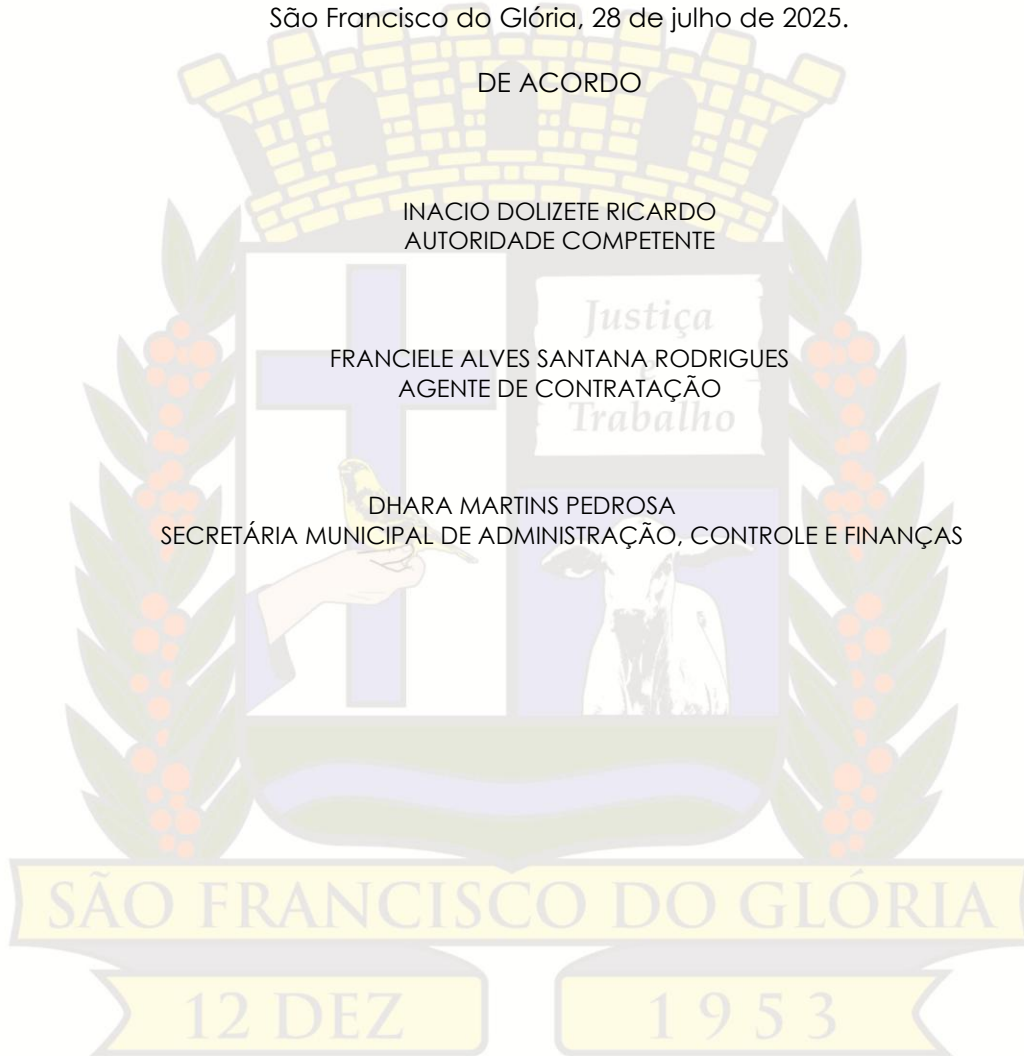 São Francisco do Glória, 28 de julho de 2025.
DE ACORDO
INACIO DOLIZETE RICARDO
AUTORIDADE COMPETENTE
Justiça
e
FRANCIELE ALVES SANTANA RODRIGUES
AGENTE DE CONTRATAÇÃO
Trabalho
DHARA MARTINS PEDROSA
SECRETÁRIA MUNICIPAL DE ADMINISTRAÇÃO, CONTROLE E FINANÇAS
SÃO FRANCISCO DO GLÓRIA
12 DEZ 1953